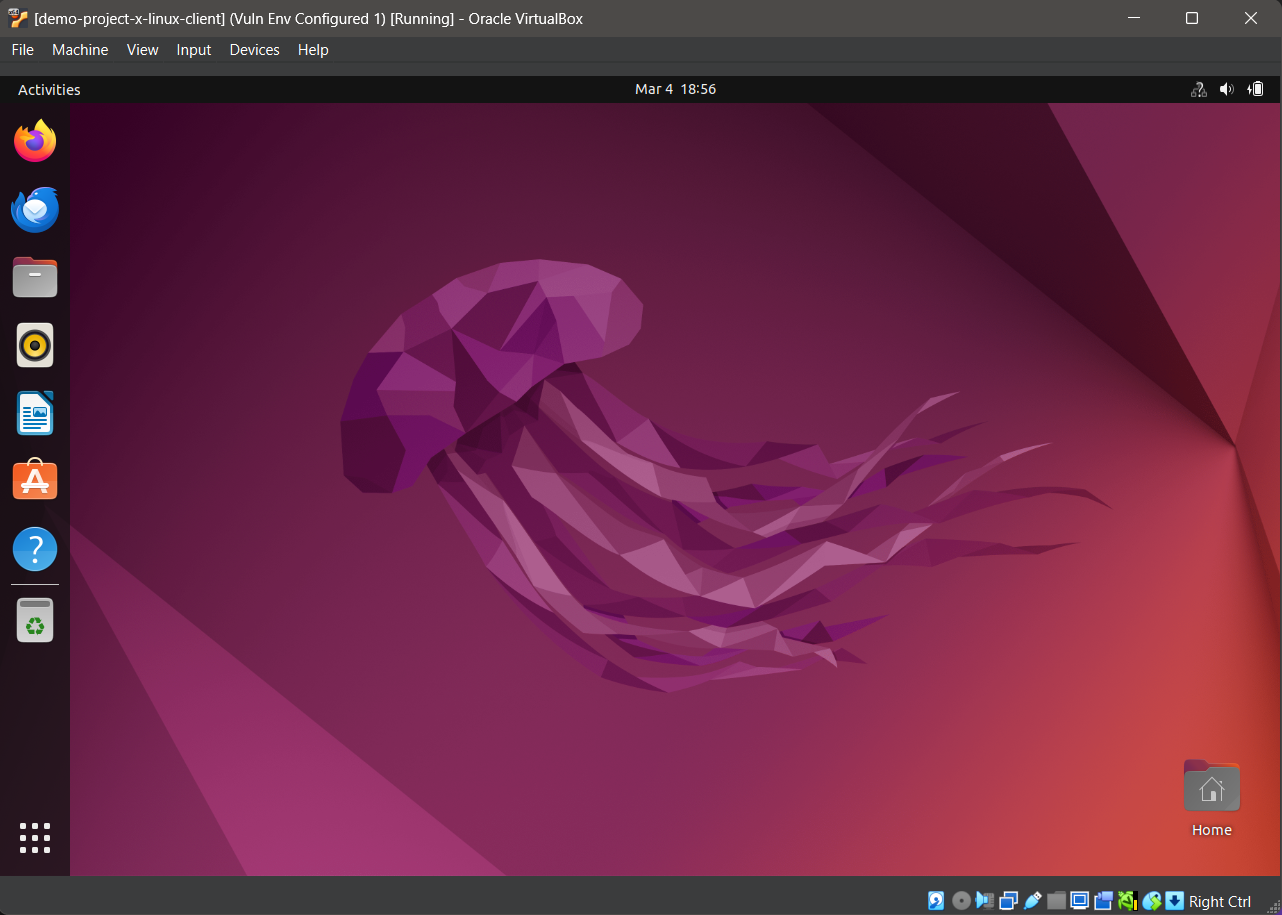 [demo-project-x-linux-client] (Vuln Env Configured 1) [Running] - Oracle VirtualBox
File Machine View Input Devices Help
Activities
Mar 4 18:56
?
Home
Right Ctrl